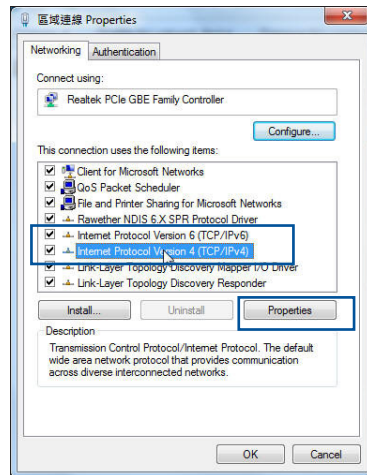 區域連線 Properties
Networking
Authentication
Connect using:
Realtek PCIe GBE Family Controller
Configure...
This connection uses the following items:
Client for Microsoft Networks
QoS Packet Scheduler
File and Printer Sharing for Microsoft Networks
Rawether NDIS 6.X SPR Protocol Driver
Internet Protocol Version 6 (TCP/IPv6)
Internet Protocol Version 4 (TCP/IPv4)
Link-Layer Topology Discovery Mapper I/O Driver
Link-Layer Topology Discovery Responder
Install...
Uninstall
Properties
Description
Transmission Control Protocol/Internet Protocol. The default
wide area network protocol that provides communication
across diverse interconnected networks.
OK
Cancel